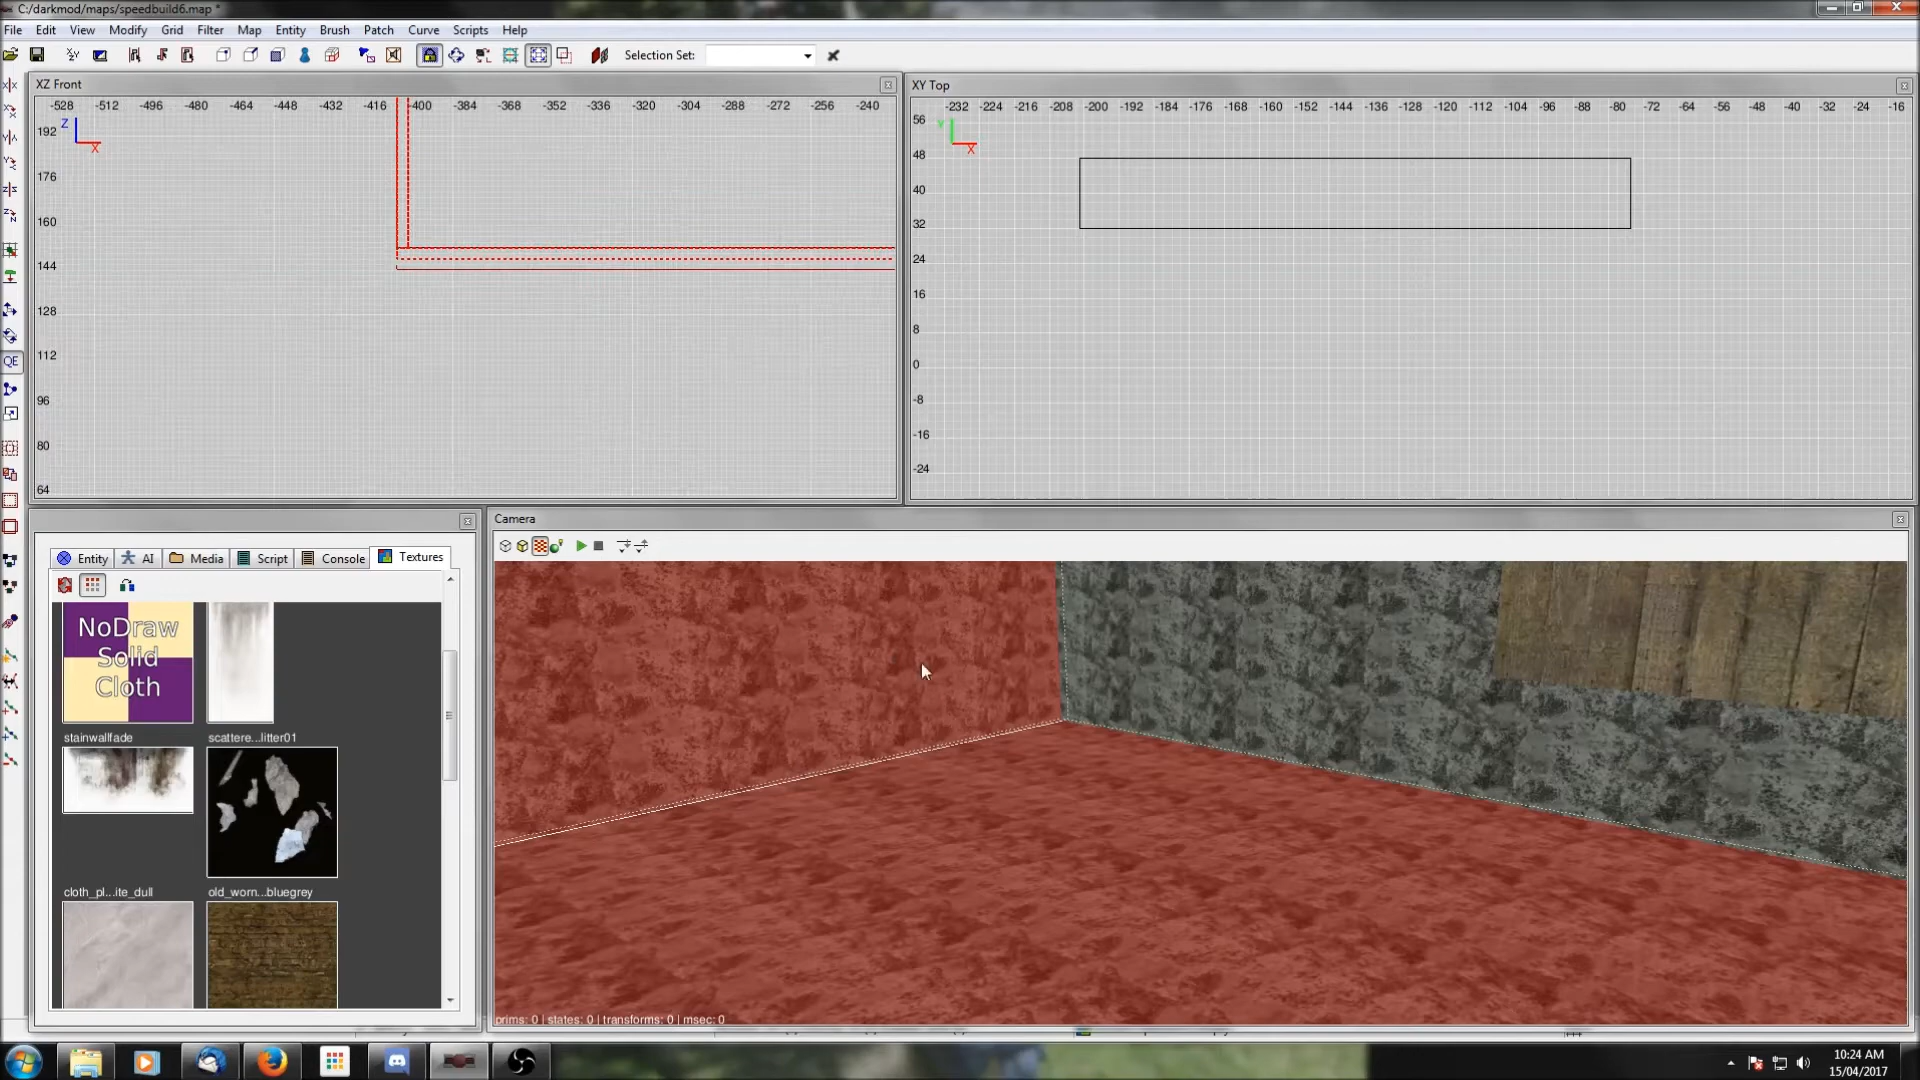 C:/darkmod/maps/speedbuild6.map *
File Edit View Modify Grid Filter Map Entity Brush Patch Curve Scripts Help
Selection Set:
XZ Front
-528 -512 -496 -480 -464 -448 -432 -416 -400 -384 -368 -352 -336 -320 -304 -288 -272 -256 -240
192
Z
X
176
160
144
128
112
96
80
64
XY Top
-232 -224 -216 -208 -200 -192 -184 -176 -168 -160 -152 -144 -136 -128 -120 -112 -104 -96 -88 -80 -72 -64 -56 -48 -40 -32 -24 -16
56
Y
X
48
40
32
24
16
8
0
-8
-16
-24
QE
Entity AI Media Script Console Textures
NoDraw
Solid
Cloth
stainwallfade scattere...litter01
cloth_pl...ite_dull old_worn...bluegrey
Camera
prims: 0 | states: 0 | transforms: 0 | msec: 0
10:24 AM
15/04/2017